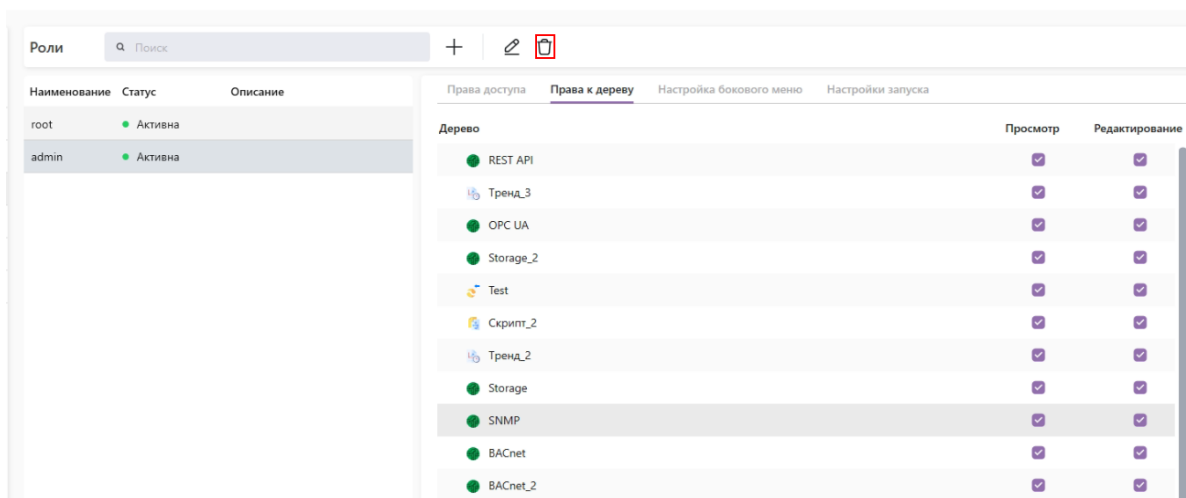 Роли
Поиск
Наименование Статус Описание
root Активна
admin Активна
Права доступа Права к дереву Настройка бокового меню Настройки запуска
Дерево Просмотр Редактирование
REST API
Тренд_3
OPC UA
Storage_2
Test
Скрипт_2
Тренд_2
Storage
SNMP
BACnet
BACnet_2